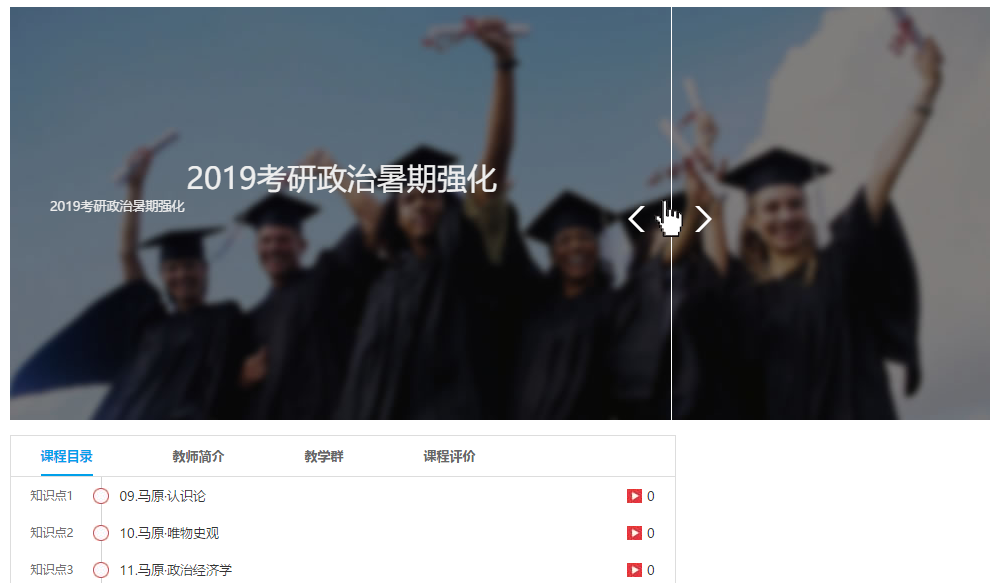 2019考研政治暑期强化
2019考研政治暑期强化
课程目录 教师简介 教学群 课程评价
知识点1 09.马原·认识论 0
知识点2 10.马原·唯物史观 0
知识点3 11.马原·政治经济学 0